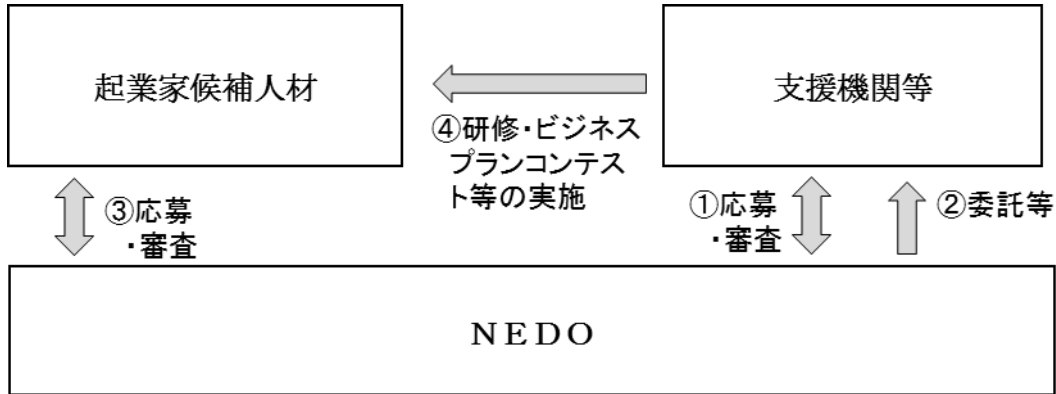 起業家候補人材
支援機関等
④研修・ビジネス
プランコンテス
ト等の実施
③応募
・審査
①応募
・審査
②委託等
NEDO